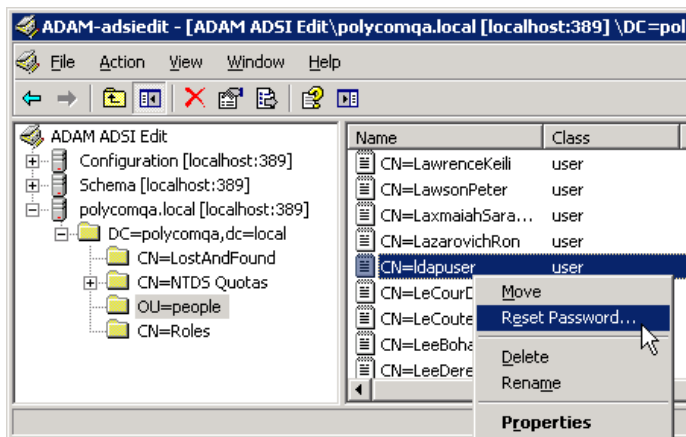 ADAM-adsiedit - [ADAM ADSI Edit\polycomqa.local [localhost:389] \DC=pol
File Action View Window Help
ADAM ADSI Edit
Configuration [localhost:389]
Schema [localhost:389]
polycomqa.local [localhost:389]
DC=polycomqa,dc=local
CN=LostAndFound
CN=NTDS Quotas
OU=people
CN=Roles
Name Class
CN=LawrenceKeili user
CN=LawsonPeter user
CN=LaxmaiahSara... user
CN=LazarovichRon user
CN=ldapuser user
CN=LeCourD
CN=LeCoute
CN=LeeBoha
CN=LeeDere
Move
Reset Password...
Delete
Rename
Properties